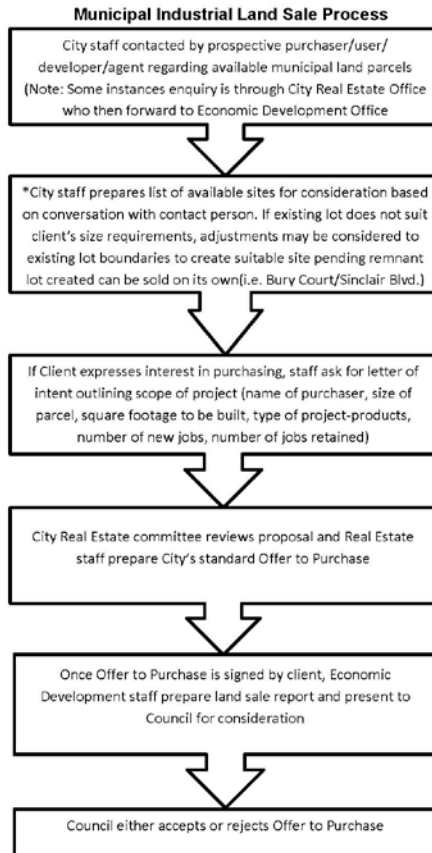 Municipal Industrial Land Sale Process
City staff contacted by prospective purchaser/user/
developer/agent regarding available municipal land parcels
(Note: Some instances enquiry is through City Real Estate Office
who then forward to Economic Development Office
*City staff prepares list of available sites for consideration based
on conversation with contact person. If existing lot does not suit
client's size requirements, adjustments may be considered to
existing lot boundaries to create suitable site pending remnant
lot created can be sold on its own(i.e. Bury Court/Sinclair Blvd.)
If Client expresses interest in purchasing, staff ask for letter of
intent outlining scope of project (name of purchaser, size of
parcel, square footage to be built, type of project-products,
number of new jobs, number of jobs retained)
City Real Estate committee reviews proposal and Real Estate
staff prepare City's standard Offer to Purchase
Once Offer to Purchase is signed by client, Economic
Development staff prepare land sale report and present to
Council for consideration
Council either accepts or rejects Offer to Purchase